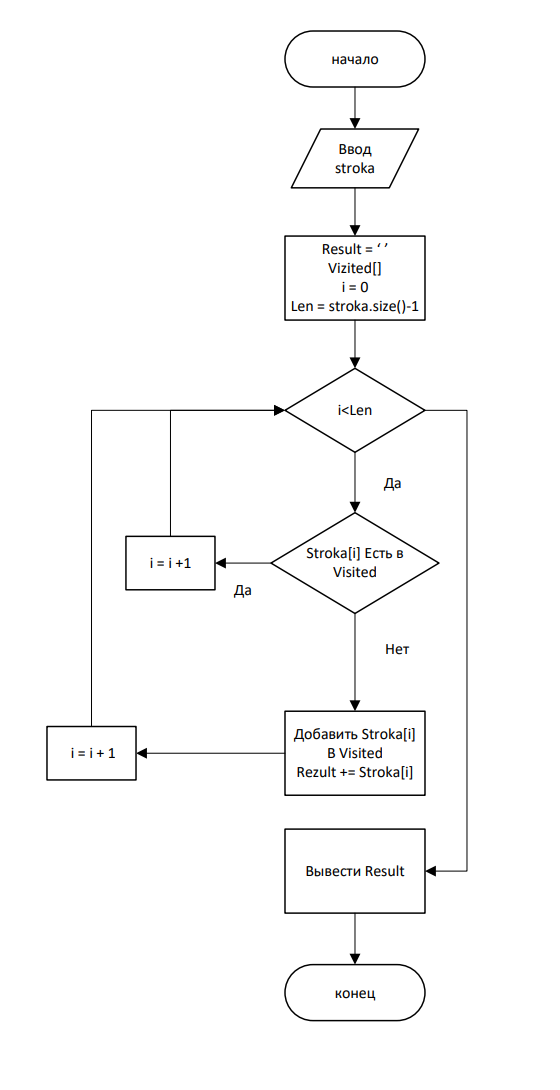 начало
Ввод
stroka
Result = ‘ ’
Vizited[]
i = 0
Len = stroka.size()-1
i<Len
Да
Stroka[i] Есть в
Visited
i = i +1
Да
Нет
Добавить Stroka[i]
В Visited
Rezult += Stroka[i]
i = i + 1
Вывести Result
конец